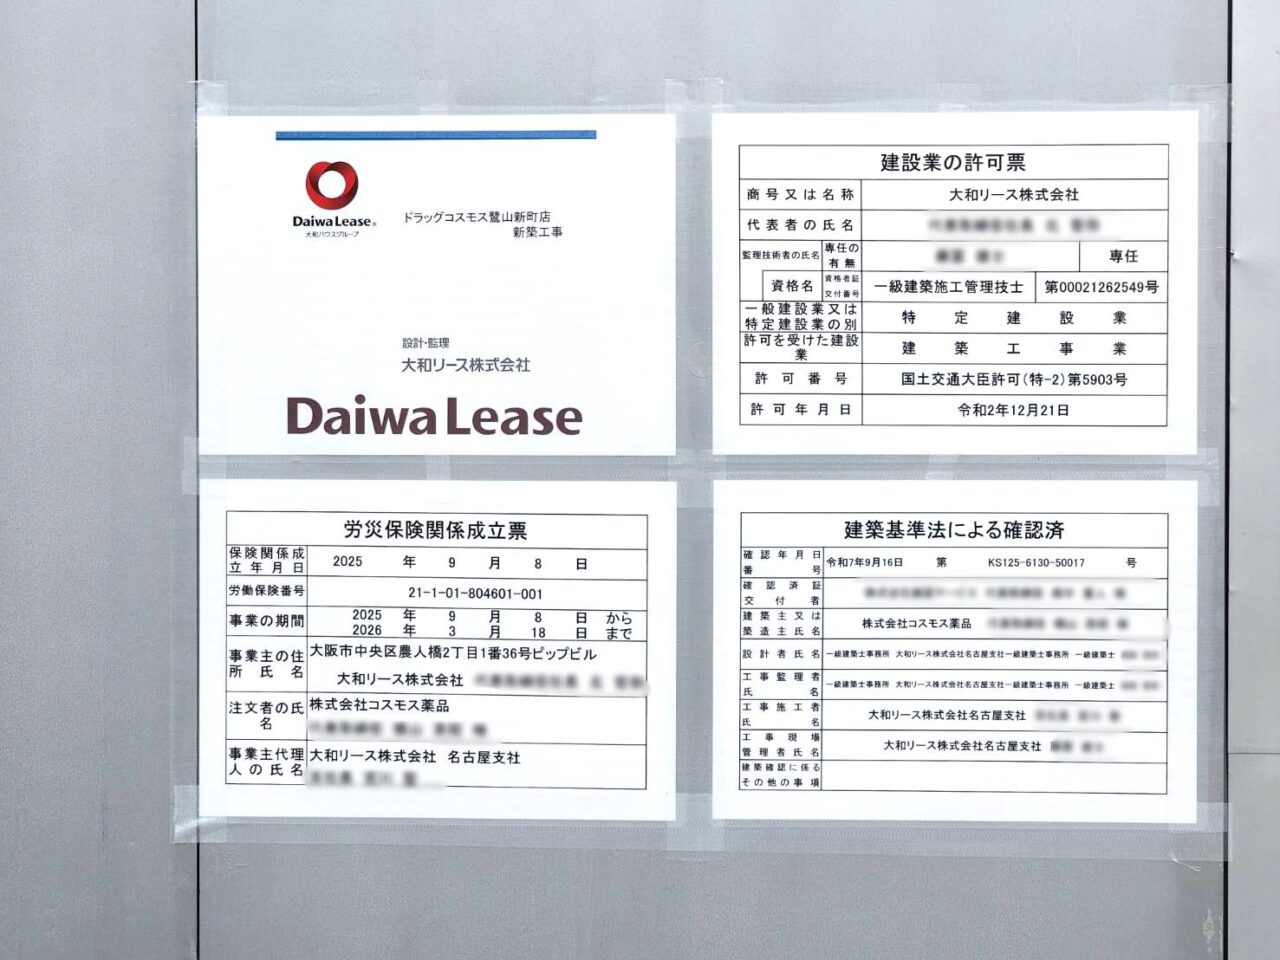 Daiwa Lease®
大和ハウスグループ
ドラッグコスモス鷺山新町店
新築工事
設計・監理
大和リース株式会社
Daiwa Lease
建設業の許可票
商号又は名称 大和リース株式会社
代表者の氏名
監理技術者の氏名 専任の有無 専任
資格名 資格者証交付番号 一級建築施工管理技士 第00021262549号
一般建設業又は特定建設業の別 特定建設業
許可を受けた建設業 建築工事業
許可番号 国土交通大臣許可(特-2)第5903号
許可年月日 令和2年12月21日
労災保険関係成立票
保険関係成立年月日 2025 年 9 月 8 日
労働保険番号 21-1-01-804601-001
事業の期間 2025 年 9 月 8 日 から
2026 年 3 月 18 日 まで
事業主の住所氏名 大阪市中央区農人橋2丁目1番36号ピップビル
大和リース株式会社
注文者の氏名 株式会社コスモス薬品
事業主代理人の氏名 大和リース株式会社 名古屋支社
建築基準法による確認済
確認年月日番号 令和7年9月16日 第 KS125-6130-50017 号
確認済証交付者
建築主又は築造主氏名 株式会社コスモス薬品
設計者氏名 一級建築士事務所 大和リース株式会社名古屋支社一級建築士事務所 一級建築士
工事監理者氏名 一級建築士事務所 大和リース株式会社名古屋支社一級建築士事務所 一級建築士
工事施工者氏名 大和リース株式会社名古屋支社
工事現場管理者氏名 大和リース株式会社名古屋支社
建築確認に係るその他の事項